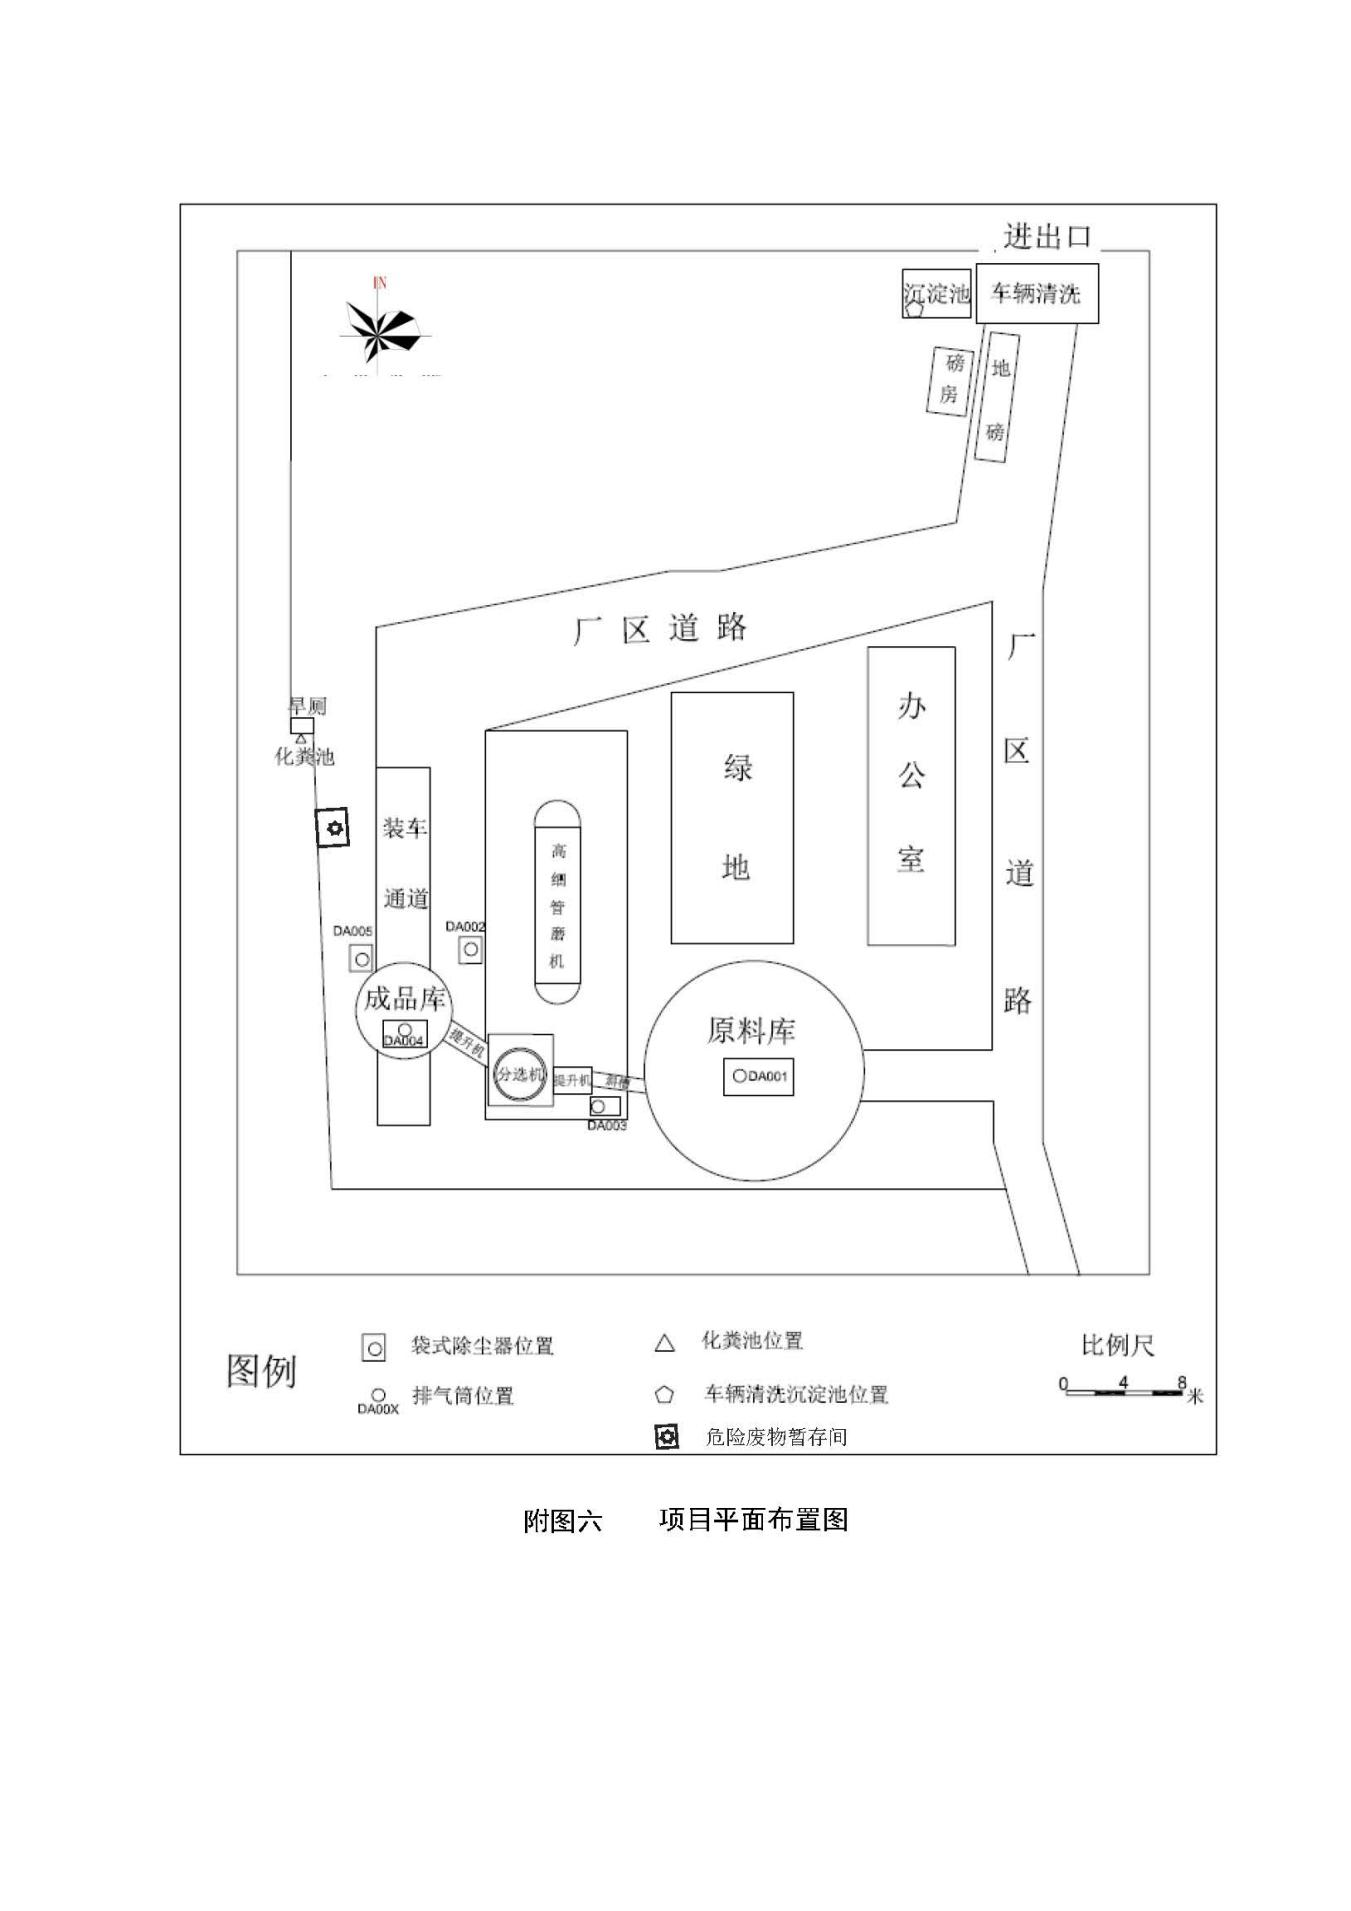 进出口
N
沉淀池
车辆清洗
磅房
地磅
厂区道路
厂区道路
办公室
绿地
旱厕
化粪池
装车
通道
高细管磨机
DA005
DA002
成品库
DA004
提升机
分选机
提升机
斜槽
DA003
原料库
DA001
图例
袋式除尘器位置
化粪池位置
比例尺
0 4 8
米
DA00X
排气筒位置
车辆清洗沉淀池位置
危险废物暂存间
附图六 项目平面布置图